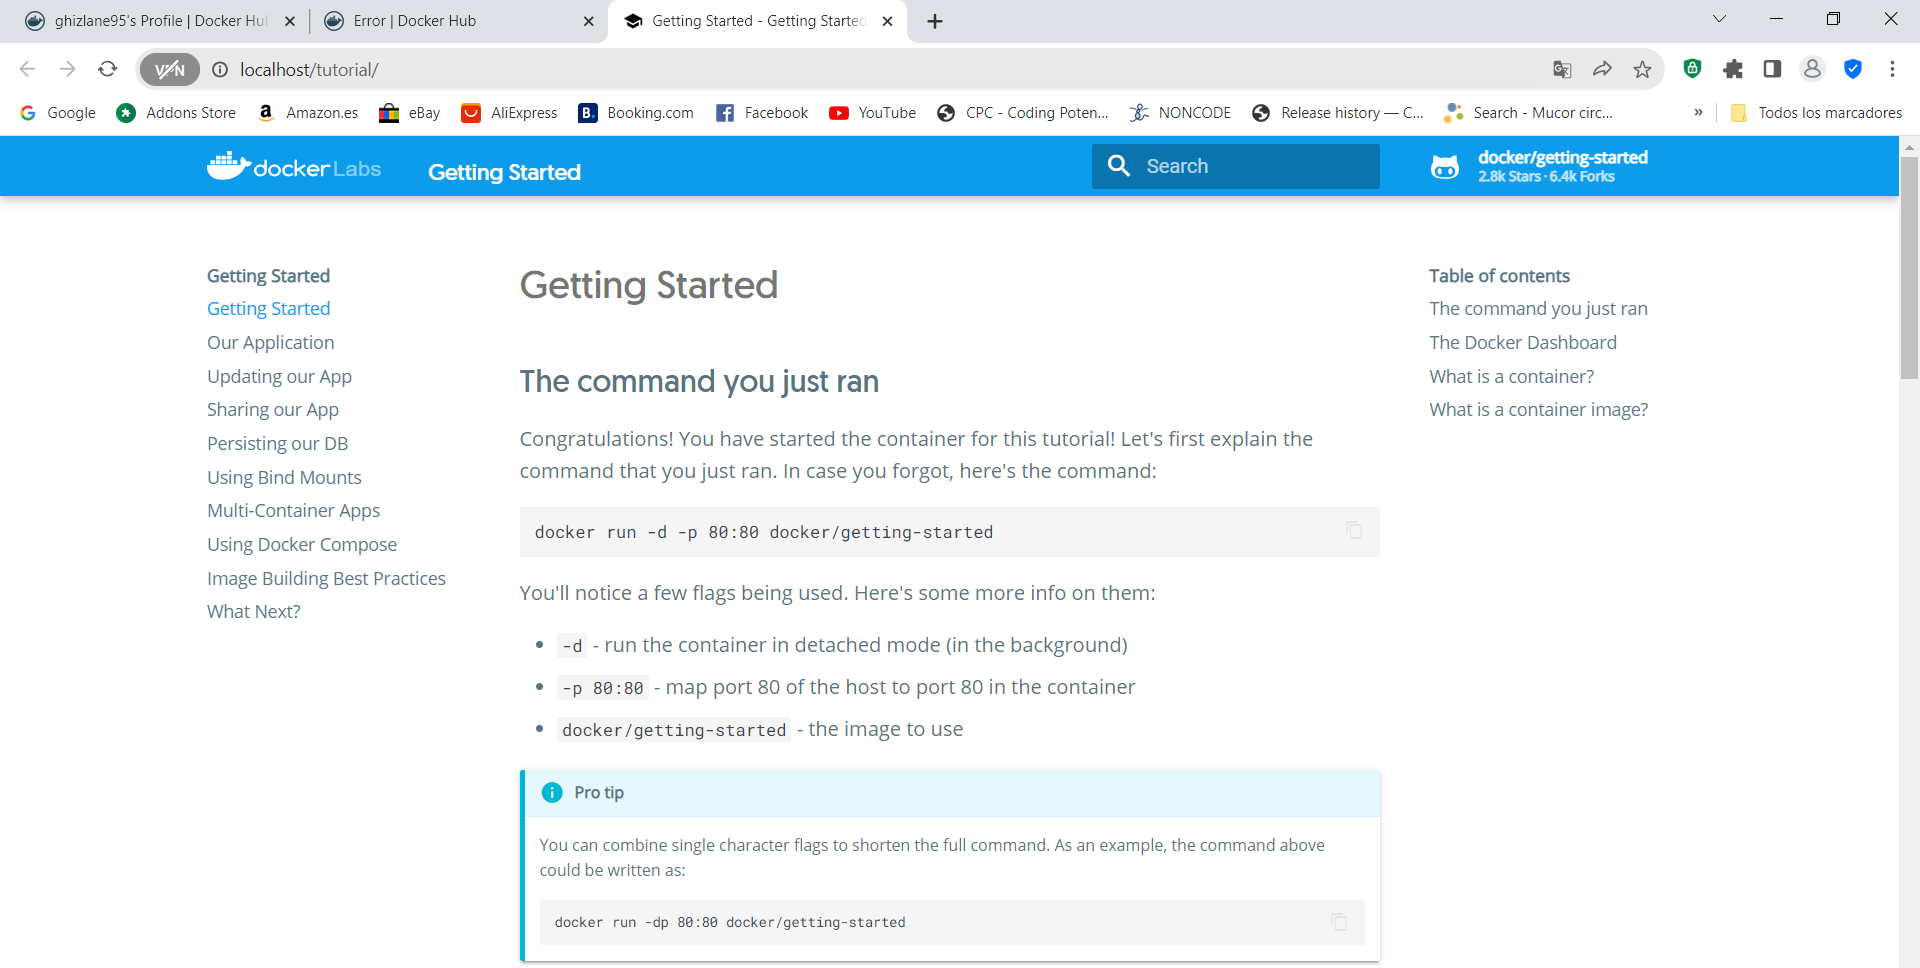 ghizlane95's Profile | Docker Hub
Error | Docker Hub
Getting Started - Getting Started
VPN
localhost/tutorial/
Google
Addons Store
Amazon.es
eBay
AliExpress
Booking.com
Facebook
YouTube
CPC - Coding Poten...
NONCODE
Release history — C...
Search - Mucor circ...
»
Todos los marcadores
docker Labs
Getting Started
Search
docker/getting-started
2.8k Stars · 6.4k Forks
Getting Started
Getting Started
Our Application
Updating our App
Sharing our App
Persisting our DB
Using Bind Mounts
Multi-Container Apps
Using Docker Compose
Image Building Best Practices
What Next?
Getting Started
The command you just ran
Congratulations! You have started the container for this tutorial! Let's first explain the
command that you just ran. In case you forgot, here's the command:
docker run -d -p 80:80 docker/getting-started
You'll notice a few flags being used. Here's some more info on them:
• -d - run the container in detached mode (in the background)
• -p 80:80 - map port 80 of the host to port 80 in the container
• docker/getting-started - the image to use
Pro tip
You can combine single character flags to shorten the full command. As an example, the command above
could be written as:
docker run -dp 80:80 docker/getting-started
Table of contents
The command you just ran
The Docker Dashboard
What is a container?
What is a container image?